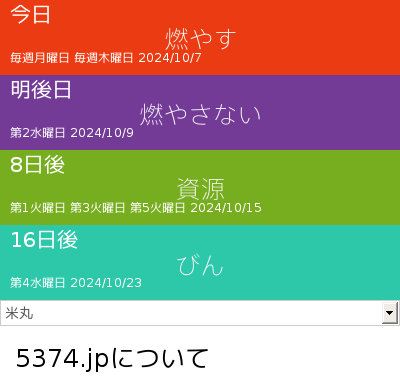 今日
燃やす
毎週月曜日 毎週木曜日 2024/10/7
明後日
燃やさない
第2水曜日 2024/10/9
8日後
資源
第1火曜日 第3火曜日 第5火曜日 2024/10/15
16日後
びん
第4水曜日 2024/10/23
米丸
5374.jpについて